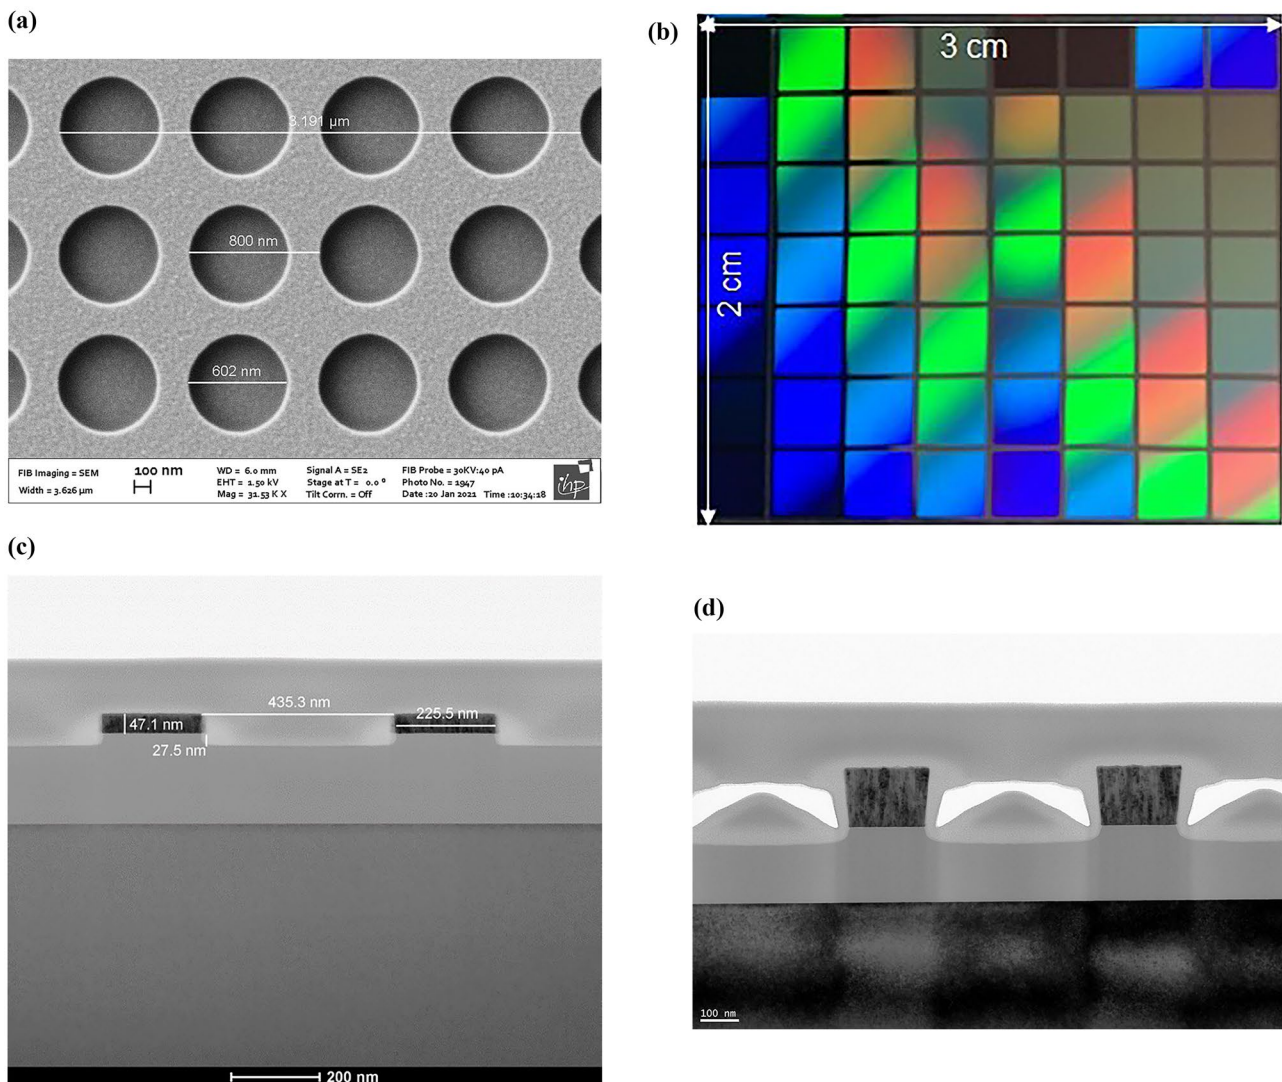 (a)
3.191 µm
800 nm
602 nm
FIB Imaging = SEM
Width = 3.626 µm
100 nm
WD = 6.0 mm
EHT = 1.50 kV
Mag = 31.53 K X
Signal A = SE2
Stage at T = 0.0 °
Tilt Corrn. = Off
FIB Probe = 30KV:40 pA
Photo No. = 1947
Date :20 Jan 2021 Time :10:34:18
ihp
(b)
3 cm
2 cm
(c)
435.3 nm
47.1 nm
225.5 nm
27.5 nm
200 nm
(d)
100 nm